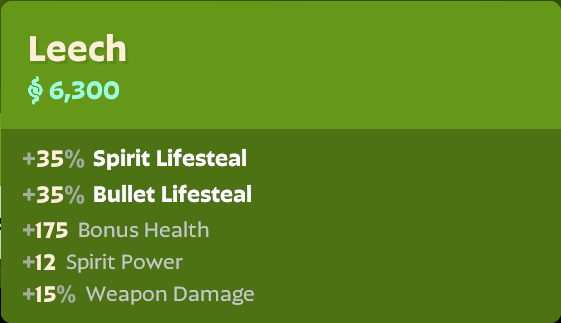 Leech
6,300
+35% Spirit Lifesteal
+35% Bullet Lifesteal
+175 Bonus Health
+12 Spirit Power
+15% Weapon Damage